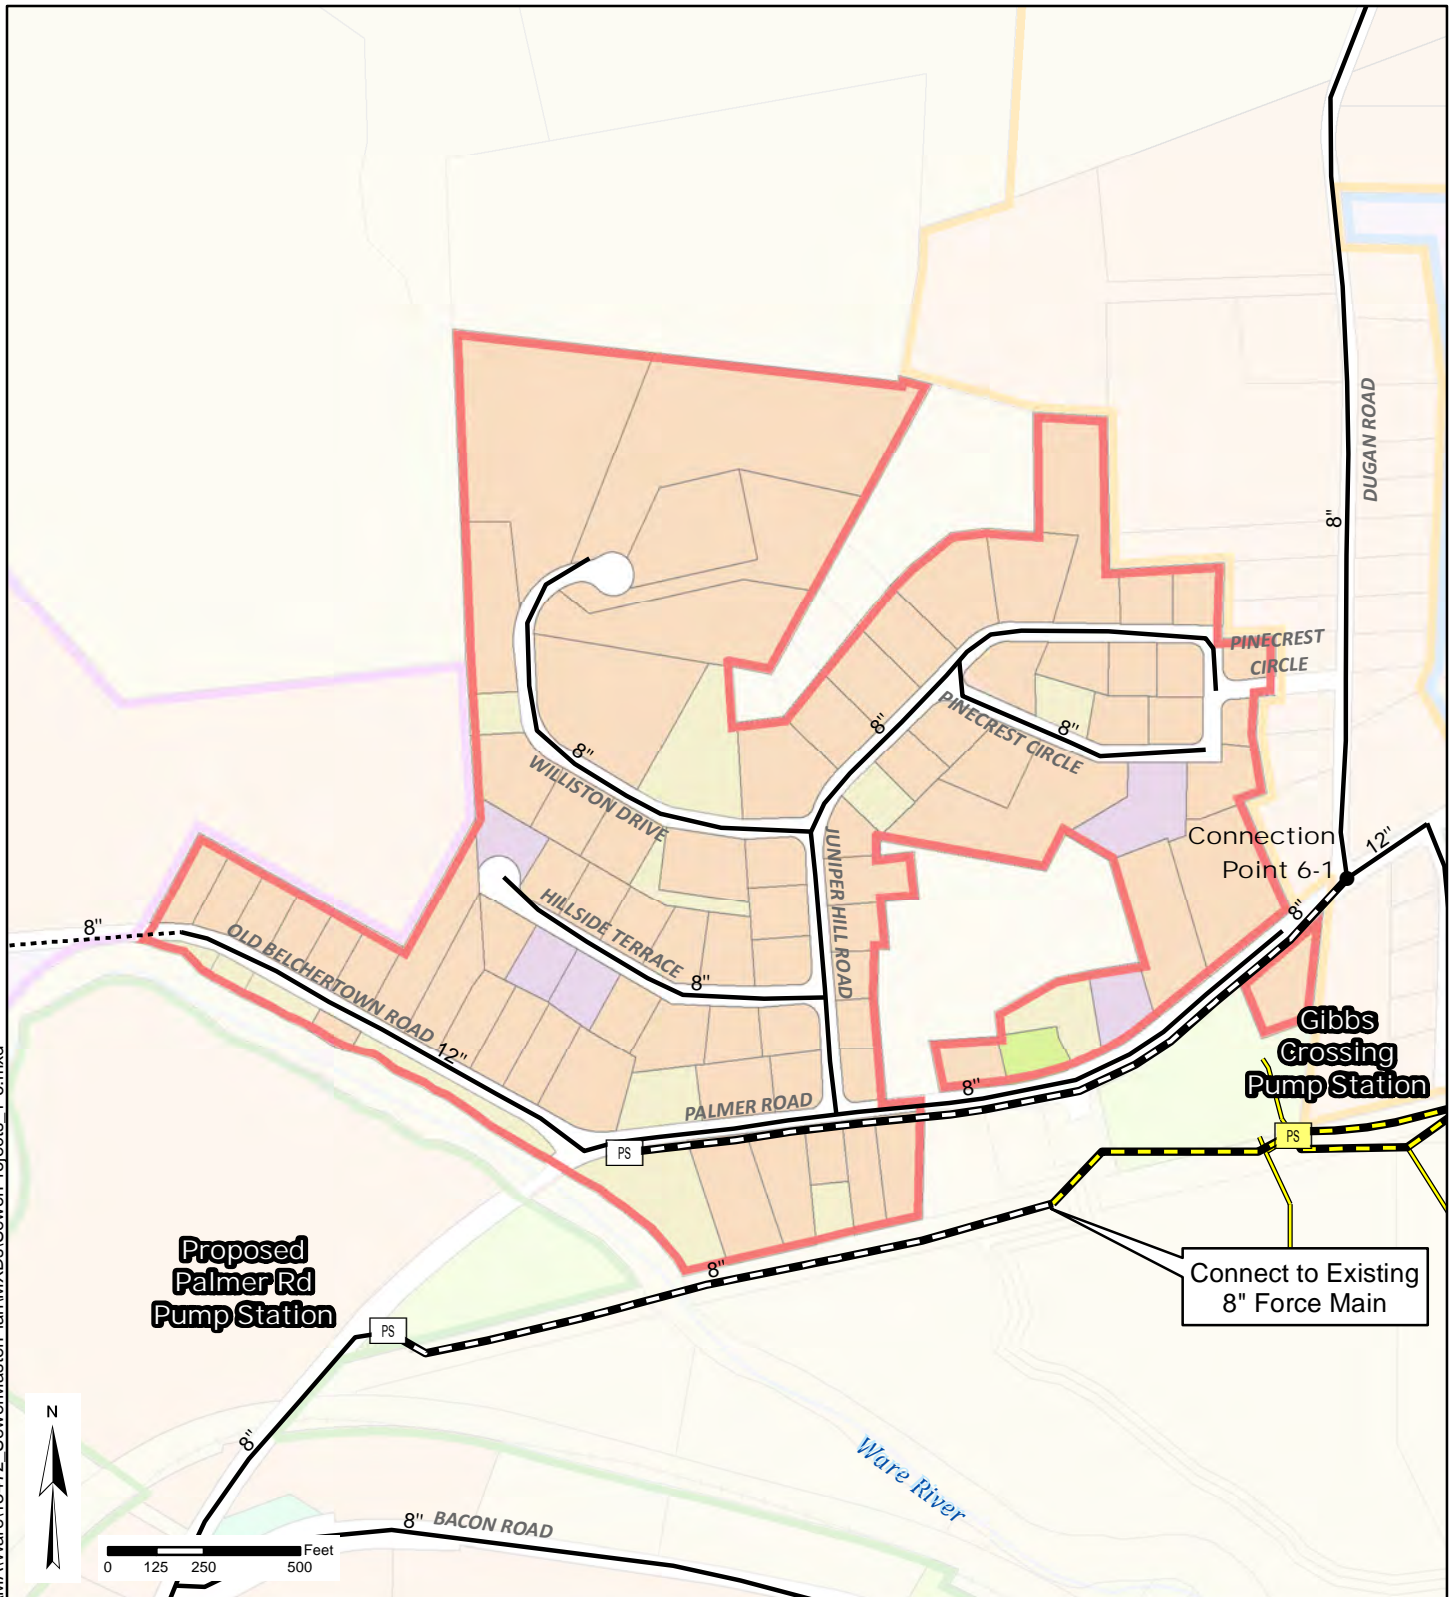 DUGAN ROAD
8"
PINECREST
CIRCLE
8"
PINECREST CIRCLE
8"
8"
WILLISTON DRIVE
JUNIPER HILL ROAD
Connection
Point 6-1
12"
8"
HILLSIDE TERRACE
8"
8"
OLD BELCHERTOWN ROAD
12"
PALMER ROAD
8"
Gibbs
Crossing
Pump Station
PS
PS
Proposed
Palmer Rd
Pump Station
PS
8"
Connect to Existing
8" Force Main
8"
Ware River
8"
BACON ROAD
N
Feet
0 125 250 500